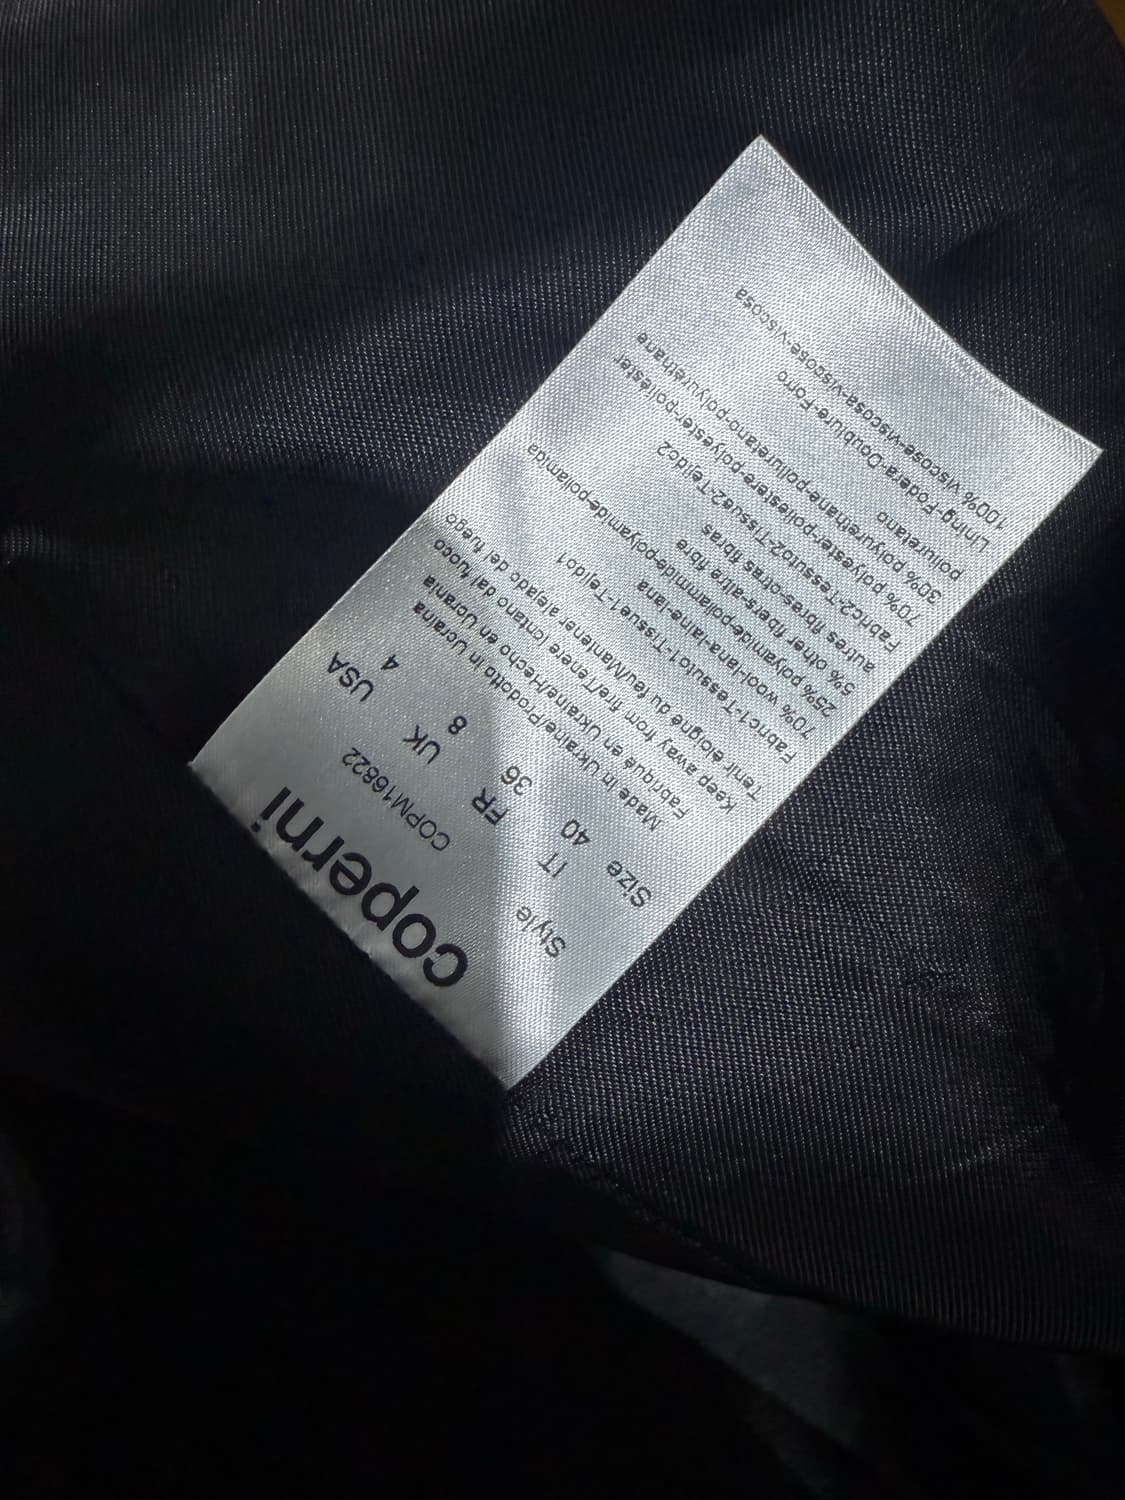 coperni
Style COPM16822
IT FR UK USA
Size 40 36 8 4
Made in Ukraine/Prodotto in Ucraina
Fabriqué en Ukraine/Hecho en Ucrania
Keep away from fire/Tenere lontano dal fuoco
Tenir éloigné du feu/Mantener alejado del fuego
Fabric1-Tessuto1-Tissue1-Tejido1
70% wool-lana-laine-lana
25% polyamide-poliammide-polyamide-poliamida
5% other fibers-altre fibre
autres fibres-otras fibras
Fabric2-Tessuto2-Tissue2-Tejido2
70% polyester-poliestere-polyester-poliester
30% polyurethane-poliuretano-polyurethane
poliuretano
Lining-Fodera-Doublure-Forro
100% viscose-viscosa-viscose-viscosa